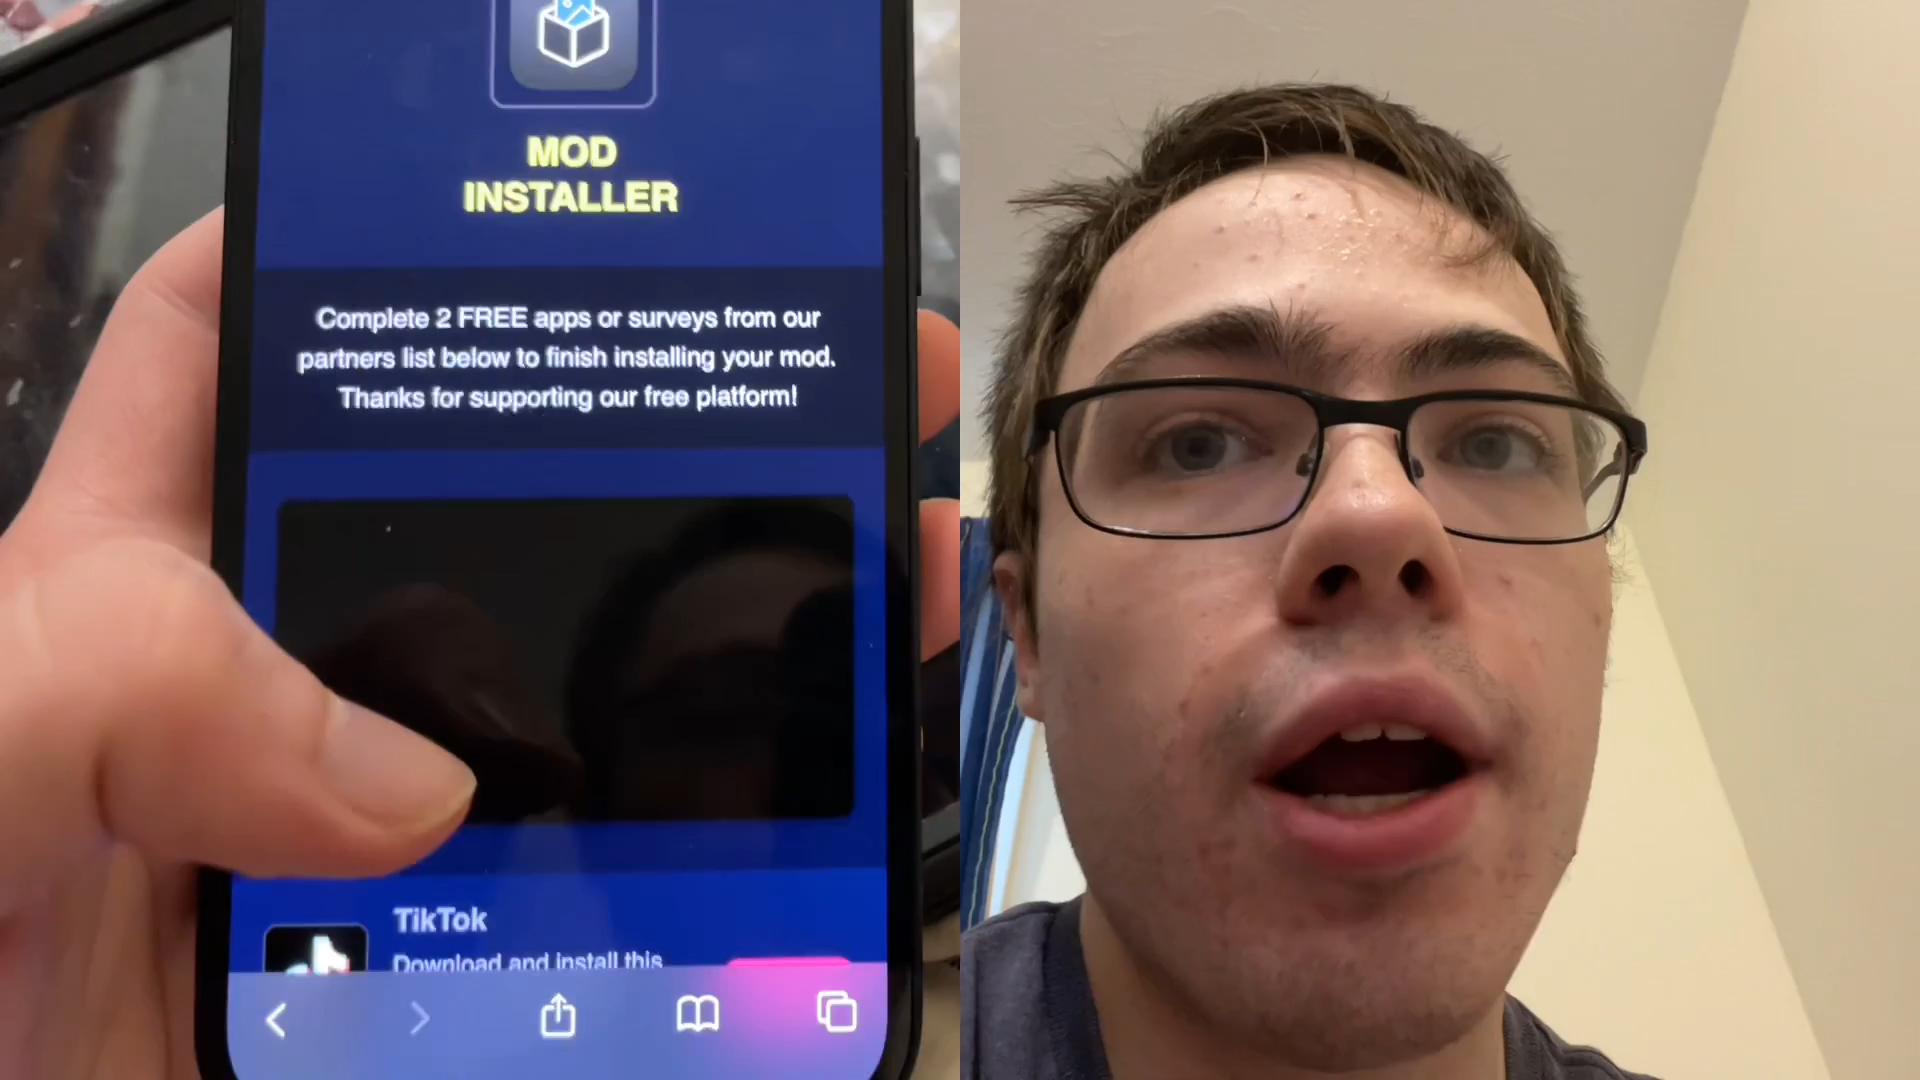 MOD
INSTALLER
Complete 2 FREE apps or surveys from our
partners list below to finish installing your mod.
Thanks for supporting our free platform!
TikTok
Download and install this